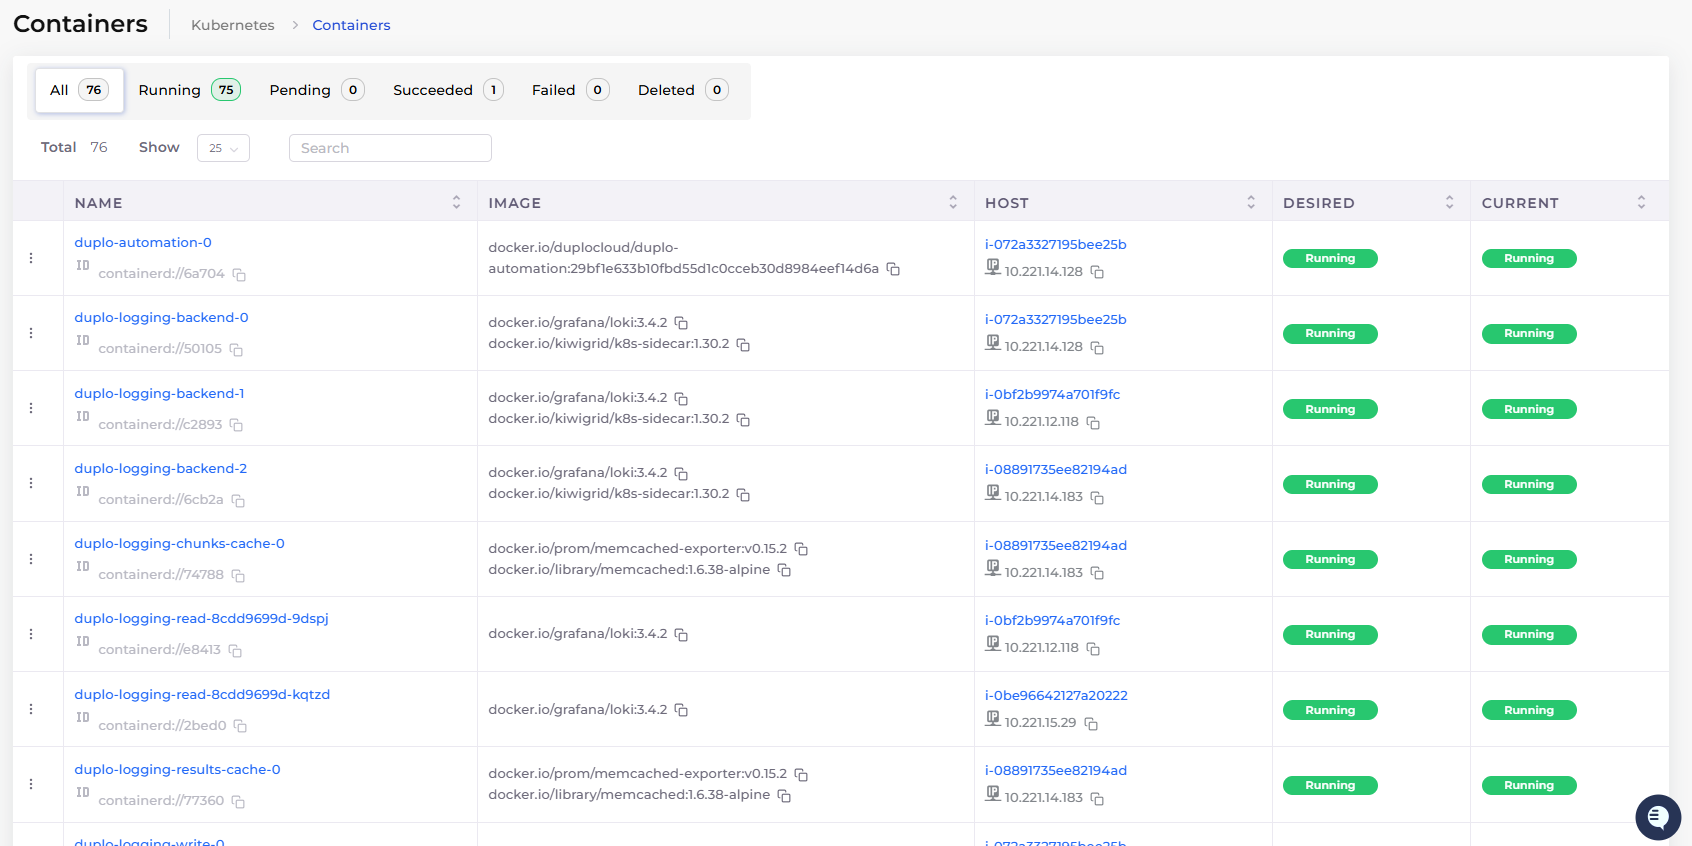 Containers
Kubernetes > Containers
All 76 Running 75 Pending 0 Succeeded 1 Failed 0 Deleted 0
Total 76 Show 25 Search
NAME IMAGE HOST DESIRED CURRENT
duplo-automation-0
ID containerd://6a704
docker.io/duplocloud/duplo-
automation:29bf1e633b10fbd55d1c0cceb30d8984eef14d6a
i-072a3327195bee25b
IP 10.221.14.128
Running Running
duplo-logging-backend-0
ID containerd://50105
docker.io/grafana/loki:3.4.2
docker.io/kiwigrid/k8s-sidecar:1.30.2
i-072a3327195bee25b
IP 10.221.14.128
Running Running
duplo-logging-backend-1
ID containerd://c2893
docker.io/grafana/loki:3.4.2
docker.io/kiwigrid/k8s-sidecar:1.30.2
i-0bf2b9974a701f9fc
IP 10.221.12.118
Running Running
duplo-logging-backend-2
ID containerd://6cb2a
docker.io/grafana/loki:3.4.2
docker.io/kiwigrid/k8s-sidecar:1.30.2
i-08891735ee82194ad
IP 10.221.14.183
Running Running
duplo-logging-chunks-cache-0
ID containerd://74788
docker.io/prom/memcached-exporter:v0.15.2
docker.io/library/memcached:1.6.38-alpine
i-08891735ee82194ad
IP 10.221.14.183
Running Running
duplo-logging-read-8cdd9699d-9dspj
ID containerd://e8413
docker.io/grafana/loki:3.4.2
i-0bf2b9974a701f9fc
IP 10.221.12.118
Running Running
duplo-logging-read-8cdd9699d-kqtzd
ID containerd://2bed0
docker.io/grafana/loki:3.4.2
i-0be96642127a20222
IP 10.221.15.29
Running Running
duplo-logging-results-cache-0
ID containerd://77360
docker.io/prom/memcached-exporter:v0.15.2
docker.io/library/memcached:1.6.38-alpine
i-08891735ee82194ad
IP 10.221.14.183
Running Running
duplo-logging-write-0
i-072a3327195bee25b